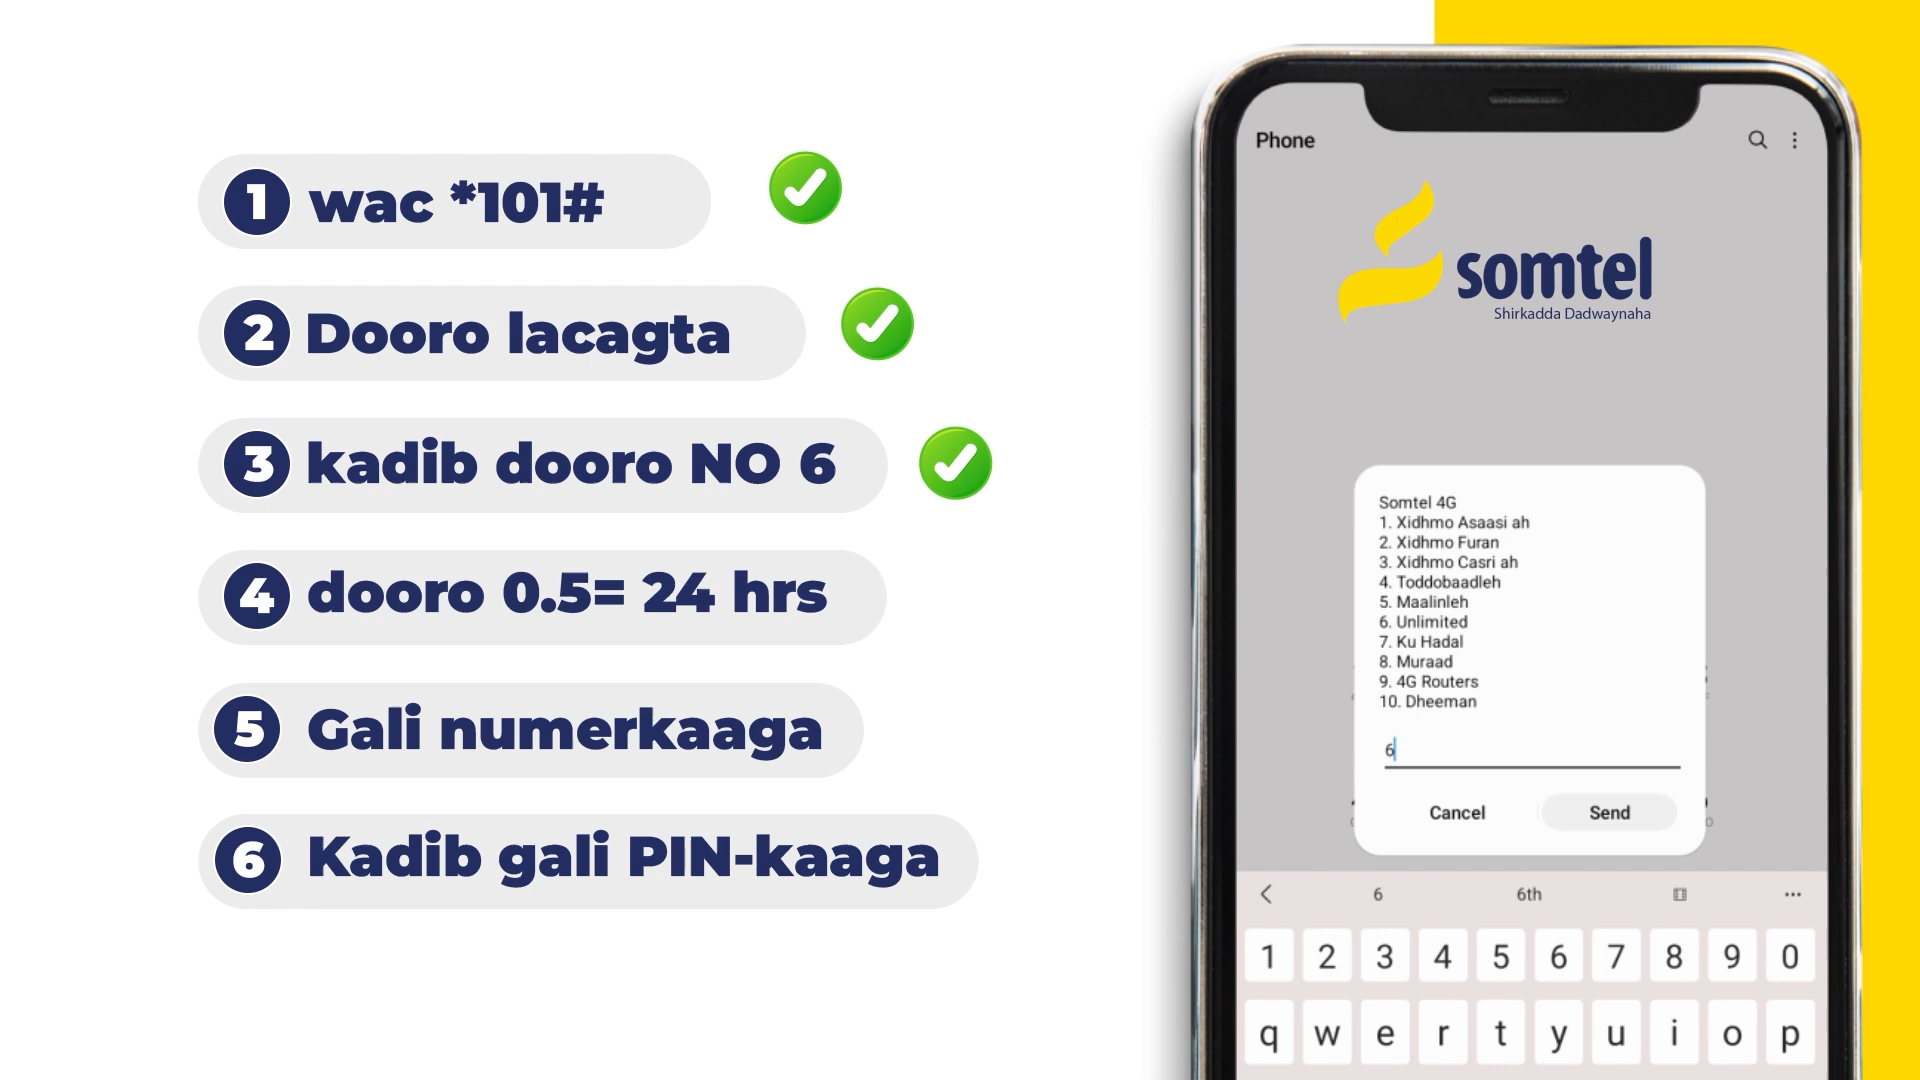 1 wac *101#
2 Dooro lacagta
3 kadib dooro NO 6
4 dooro 0.5= 24 hrs
5 Gali numerkaaga
6 Kadib gali PIN-kaaga
Phone
somtel
Shirkadda Dadwaynaha
Somtel 4G
1. Xidhmo Asaasi ah
2. Xidhmo Furan
3. Xidhmo Casri ah
4. Toddobaadleh
5. Maalinleh
6. Unlimited
7. Ku Hadal
8. Muraad
9. 4G Routers
10. Dheeman
6
Cancel Send
6 6th
1 2 3 4 5 6 7 8 9 0
q w e r t y u i o p